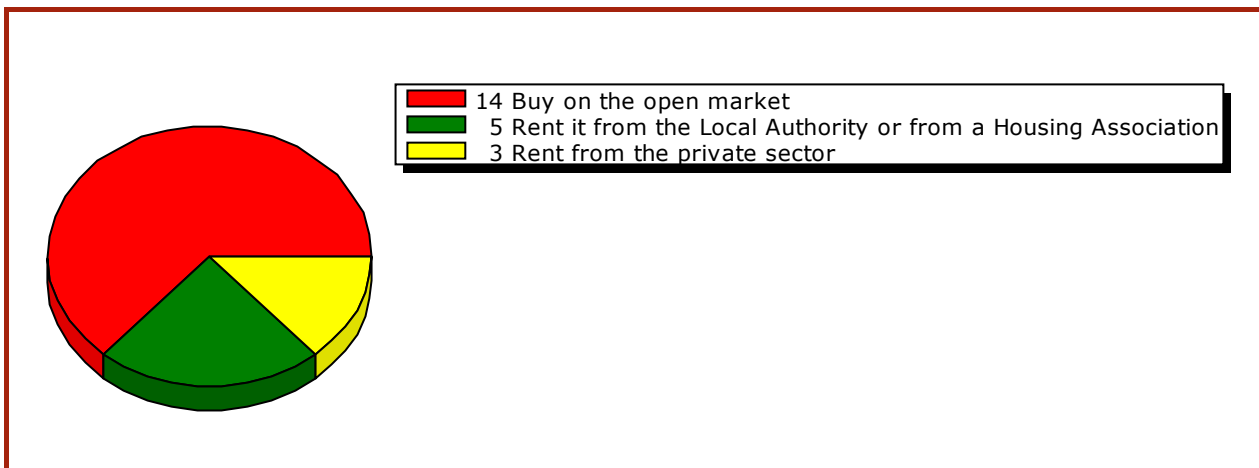 14 Buy on the open market
5 Rent it from the Local Authority or from a Housing Association
3 Rent from the private sector